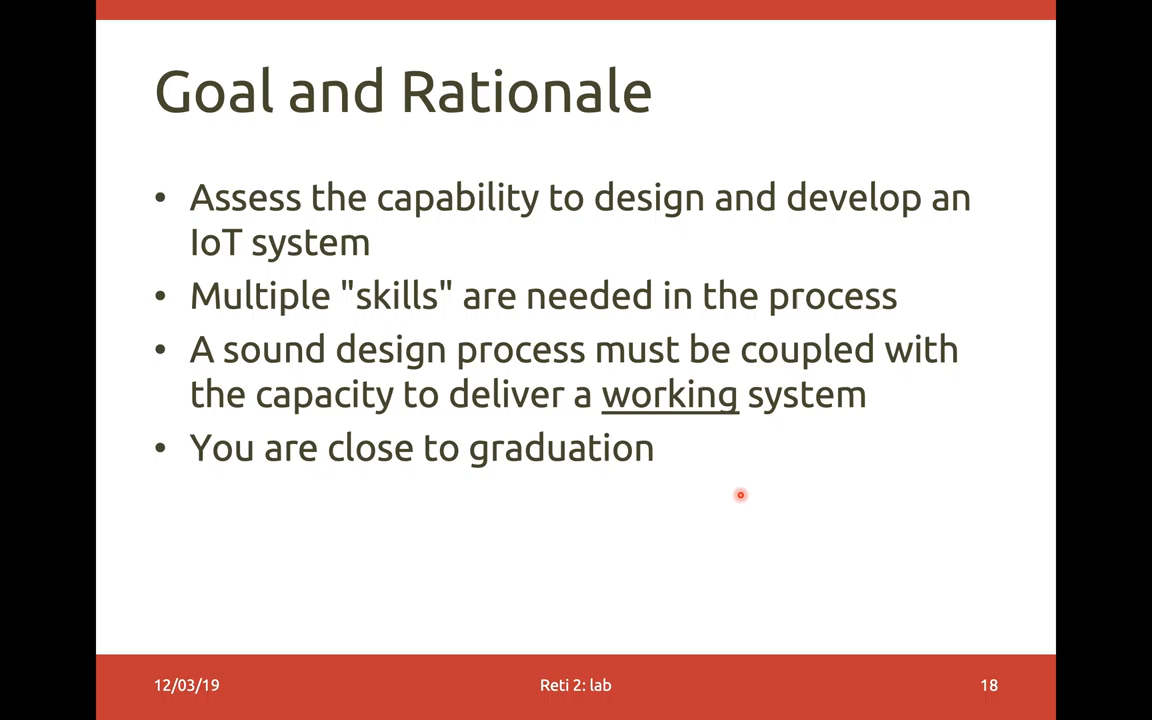 Goal and Rationale
• Assess the capability to design and develop an
IoT system
• Multiple "skills" are needed in the process
• A sound design process must be coupled with
the capacity to deliver a working system
• You are close to graduation
12/03/19
Reti 2: lab
18